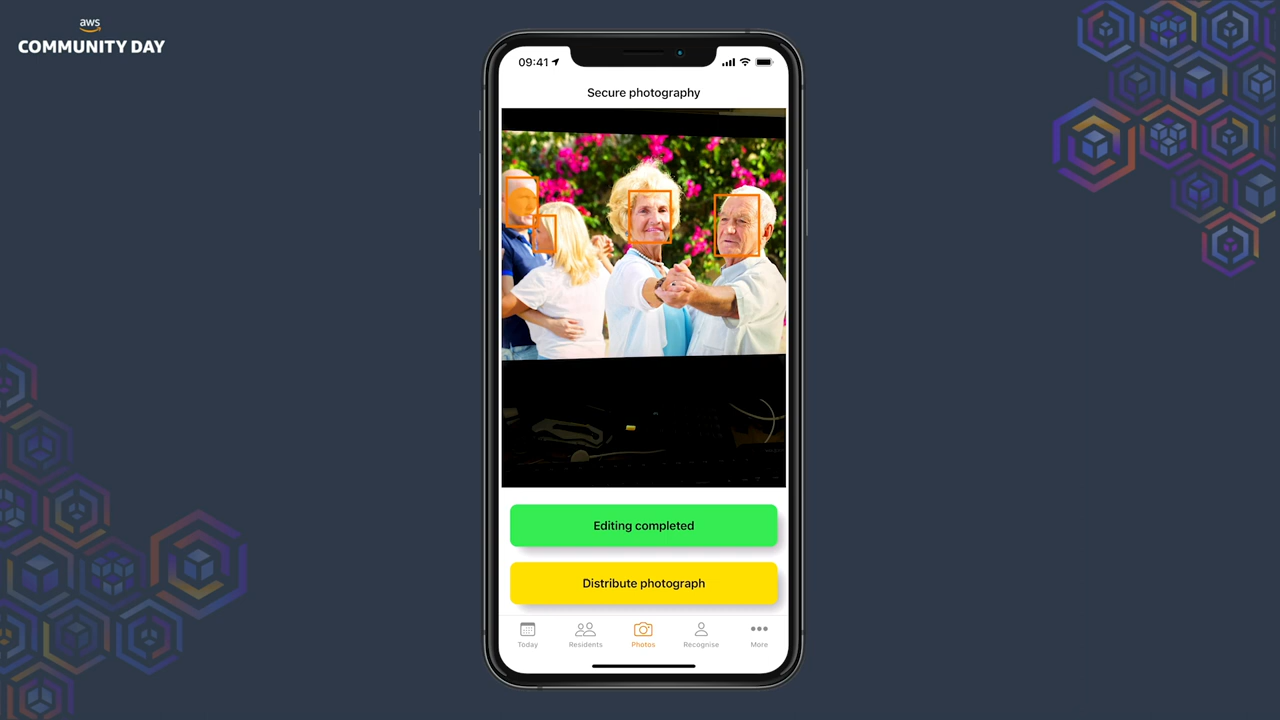 aws
COMMUNITY DAY
09:41
Secure photography
Editing completed
Distribute photograph
Today
Residents
Photos
Recognise
More